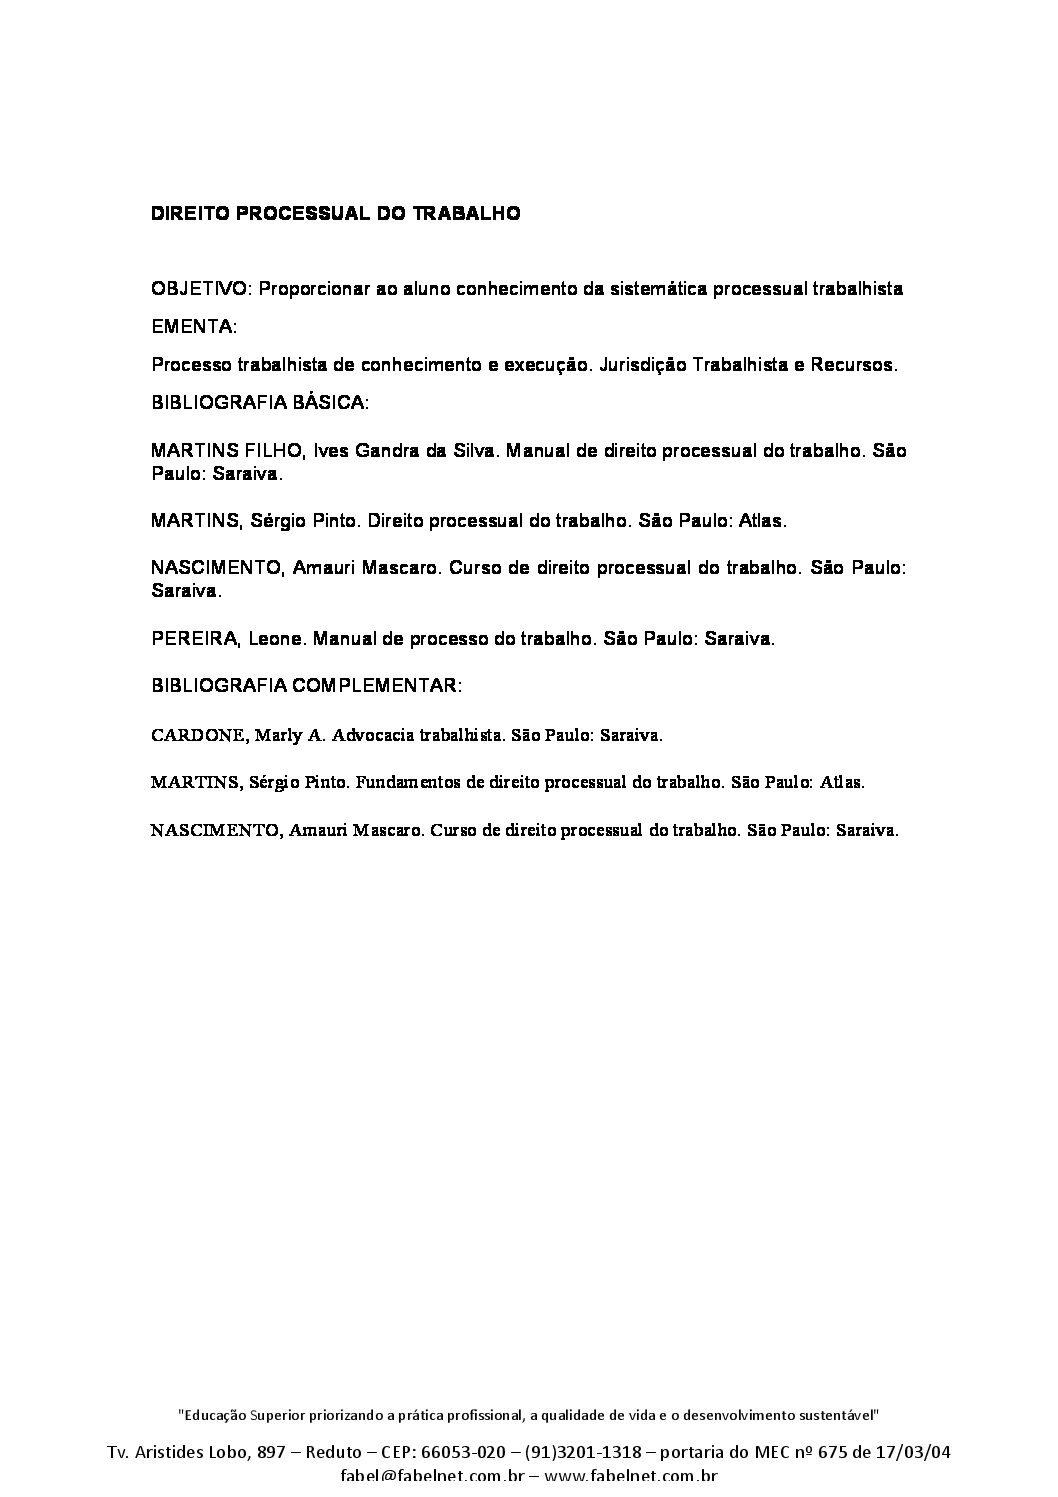 DIREITO PROCESSUAL DO TRABALHO
OBJETIVO: Proporcionar ao aluno conhecimento da sistemática processual trabalhista
EMENTA:
Processo trabalhista de conhecimento e execução. Jurisdição Trabalhista e Recursos.
BIBLIOGRAFIA BÁSICA:
MARTINS FILHO, Ives Gandra da Silva. Manual de direito processual do trabalho. São
Paulo: Saraiva.
MARTINS, Sérgio Pinto. Direito processual do trabalho. São Paulo: Atlas.
NASCIMENTO, Amauri Mascaro. Curso de direito processual do trabalho. São Paulo:
Saraiva.
PEREIRA, Leone. Manual de processo do trabalho. São Paulo: Saraiva.
BIBLIOGRAFIA COMPLEMENTAR:
CARDONE, Marly A. Advocacia trabalhista. São Paulo: Saraiva.
MARTINS, Sérgio Pinto. Fundamentos de direito processual do trabalho. São Paulo: Atlas.
NASCIMENTO, Amauri Mascaro. Curso de direito processual do trabalho. São Paulo: Saraiva.
"Educação Superior priorizando a prática profissional, a qualidade de vida e o desenvolvimento sustentável"
Tv. Aristides Lobo, 897 – Reduto – CEP: 66053-020 – (91)3201-1318 – portaria do MEC nº 675 de 17/03/04
fabel@fabelnet.com.br – www.fabelnet.com.br